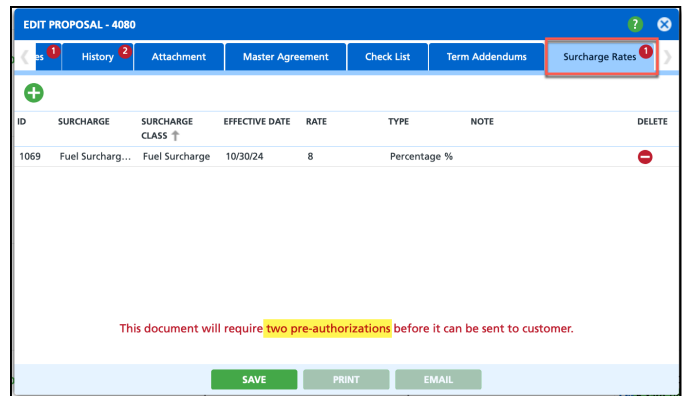 EDIT PROPOSAL - 4080 ?
es 1 History 2 Attachment Master Agreement Check List Term Addendums Surcharge Rates 1
ID SURCHARGE SURCHARGE CLASS EFFECTIVE DATE RATE TYPE NOTE DELETE
1069 Fuel Surcharg... Fuel Surcharge 10/30/24 8 Percentage %
This document will require two pre-authorizations before it can be sent to customer.
SAVE PRINT EMAIL